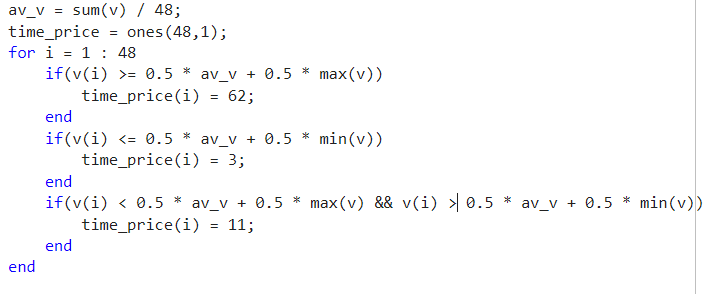 av_v = sum(v) / 48;
time_price = ones(48,1);
for i = 1 : 48
    if(v(i) >= 0.5 * av_v + 0.5 * max(v))
        time_price(i) = 62;
    end
    if(v(i) <= 0.5 * av_v + 0.5 * min(v))
        time_price(i) = 3;
    end
    if(v(i) < 0.5 * av_v + 0.5 * max(v) && v(i) > 0.5 * av_v + 0.5 * min(v))
        time_price(i) = 11;
    end
end